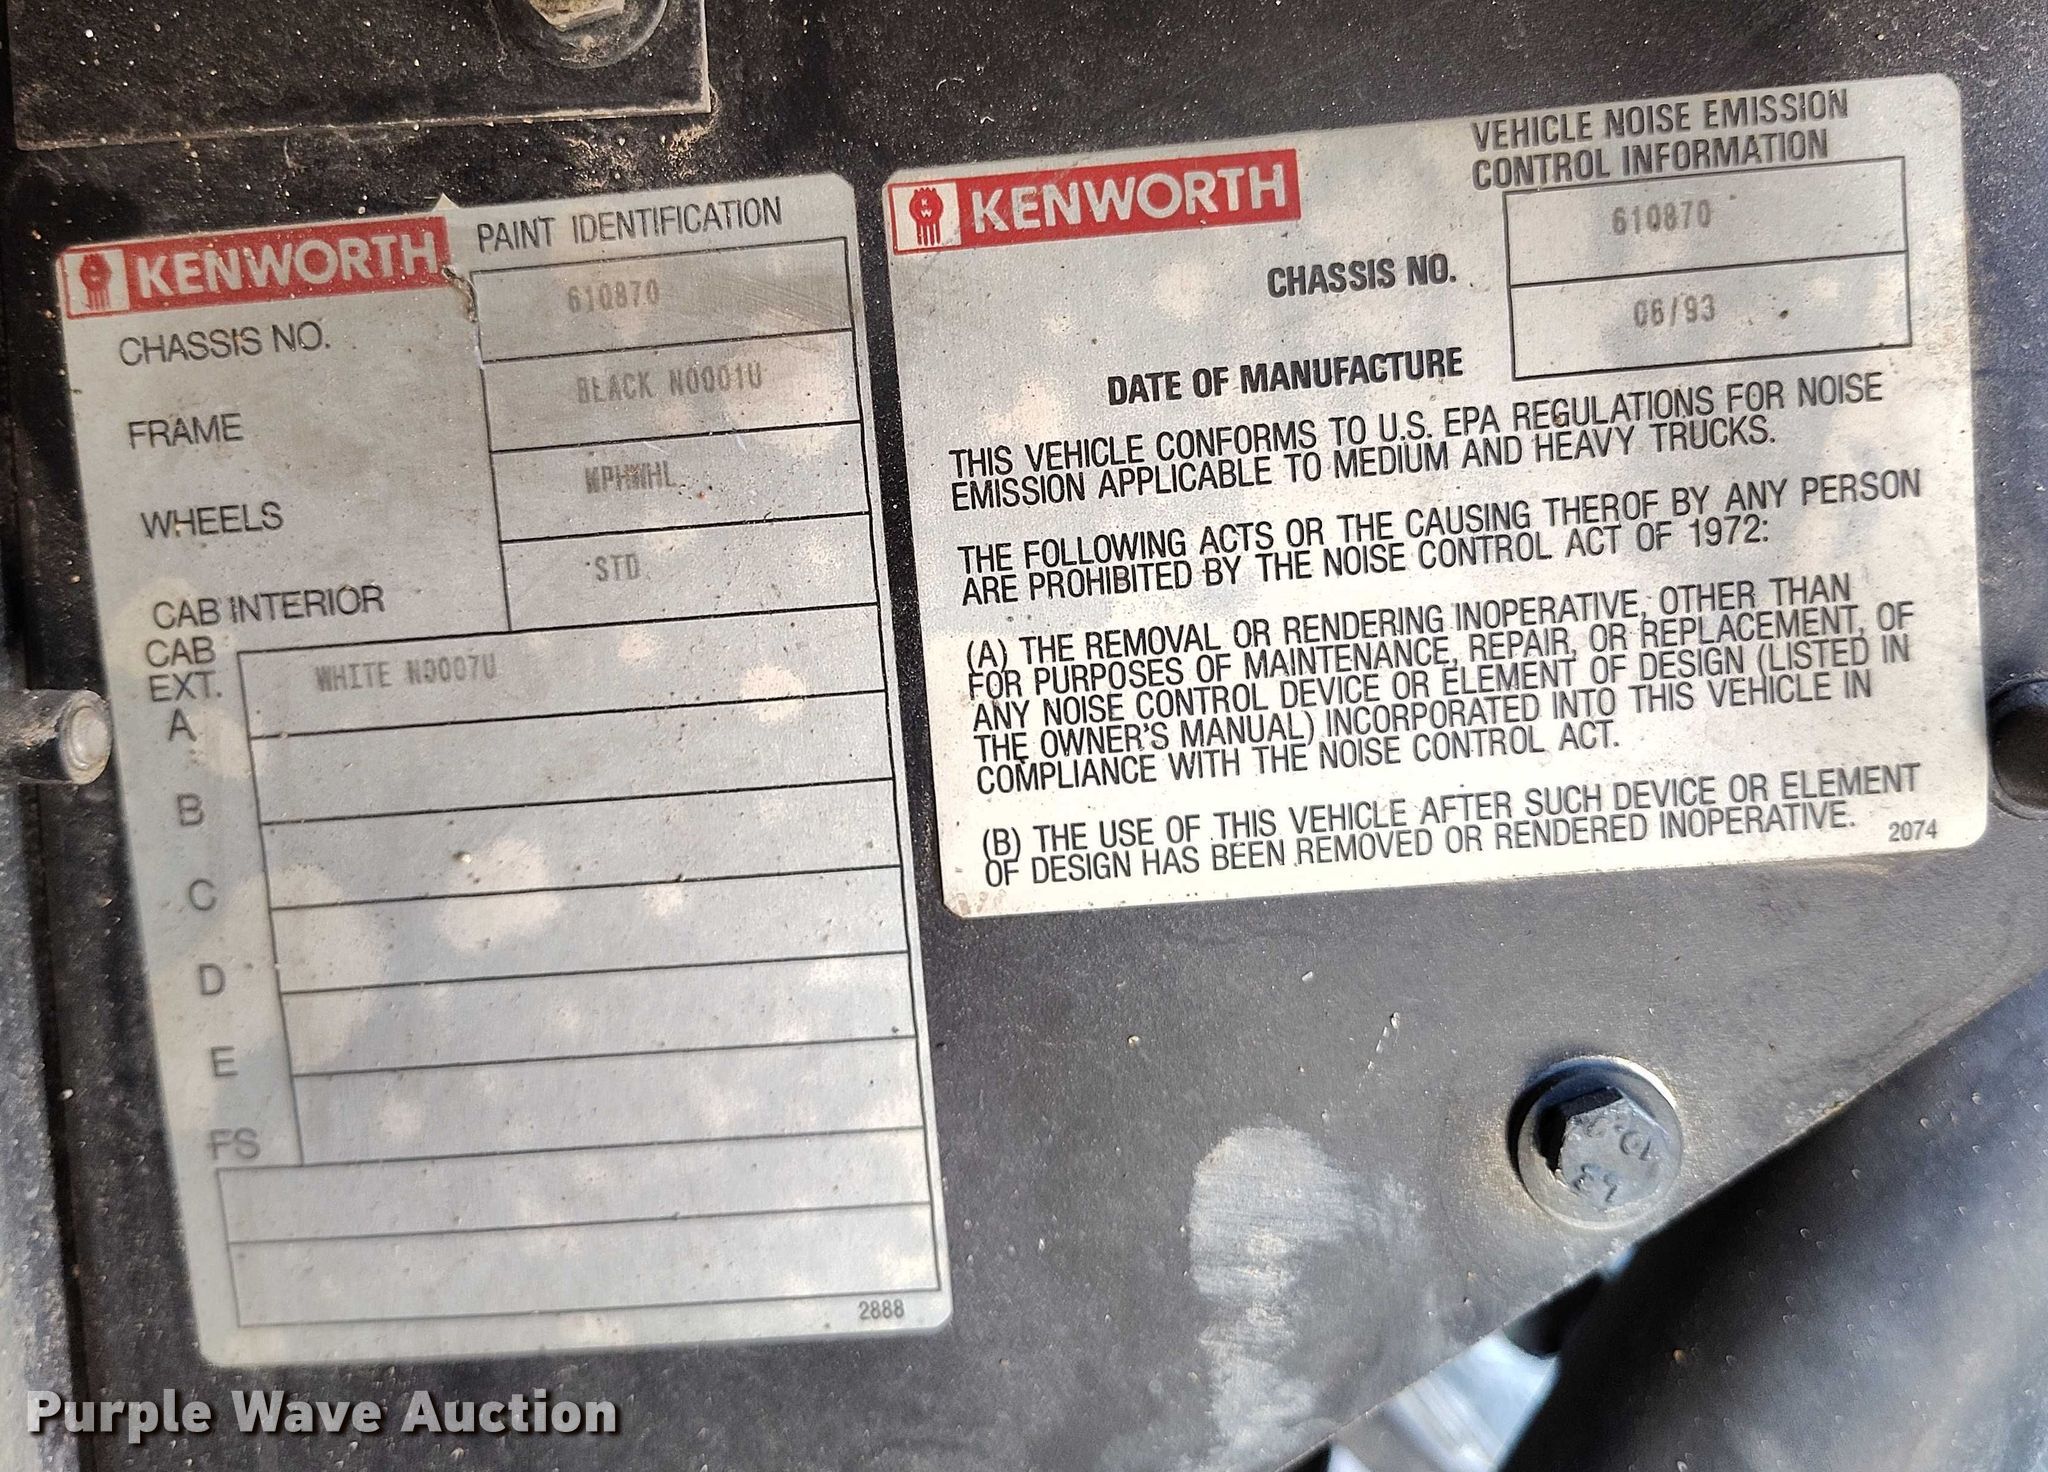 KENWORTH PAINT IDENTIFICATION
CHASSIS NO. 610870
FRAME BLACK N0001U
WHEELS WPHWHL
CAB INTERIOR STD
CAB
EXT. WHITE N0007U
A
B
C
D
E
FS
2888
KENWORTH
VEHICLE NOISE EMISSION
CONTROL INFORMATION
CHASSIS NO. 610870
DATE OF MANUFACTURE 06/93
THIS VEHICLE CONFORMS TO U.S. EPA REGULATIONS FOR NOISE
EMISSION APPLICABLE TO MEDIUM AND HEAVY TRUCKS.
THE FOLLOWING ACTS OR THE CAUSING THEROF BY ANY PERSON
ARE PROHIBITED BY THE NOISE CONTROL ACT OF 1972:
(A) THE REMOVAL OR RENDERING INOPERATIVE, OTHER THAN
FOR PURPOSES OF MAINTENANCE, REPAIR, OR REPLACEMENT, OF
ANY NOISE CONTROL DEVICE OR ELEMENT OF DESIGN (LISTED IN
THE OWNER'S MANUAL) INCORPORATED INTO THIS VEHICLE IN
COMPLIANCE WITH THE NOISE CONTROL ACT.
(B) THE USE OF THIS VEHICLE AFTER SUCH DEVICE OR ELEMENT
OF DESIGN HAS BEEN REMOVED OR RENDERED INOPERATIVE.
2074
Purple Wave Auction